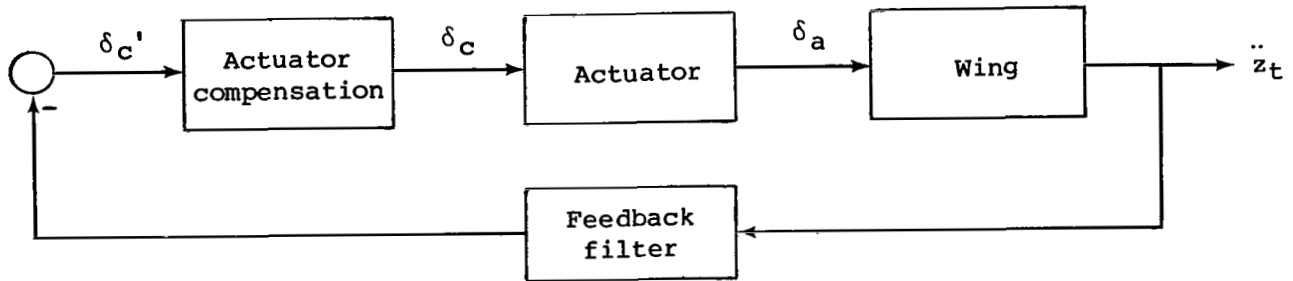 δc'
Actuator
compensation
δc
Actuator
δa
Wing
z̈t
-
Feedback
filter